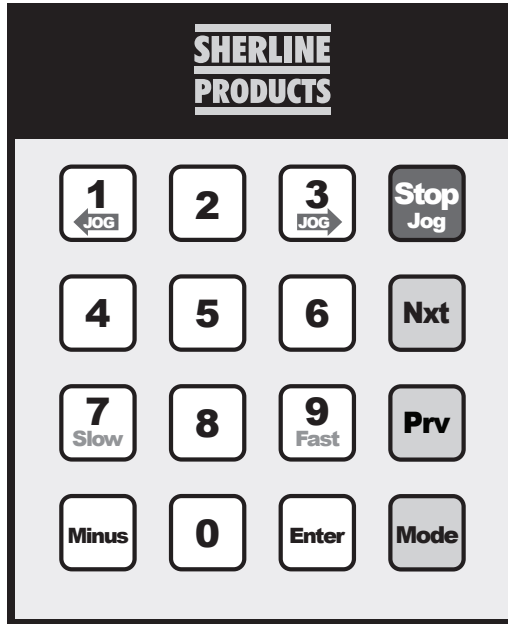 SHERLINE
PRODUCTS
1 2 3 Stop
JOG JOG Jog
4 5 6 Nxt
7 8 9 Prv
Slow Fast
Minus 0 Enter Mode